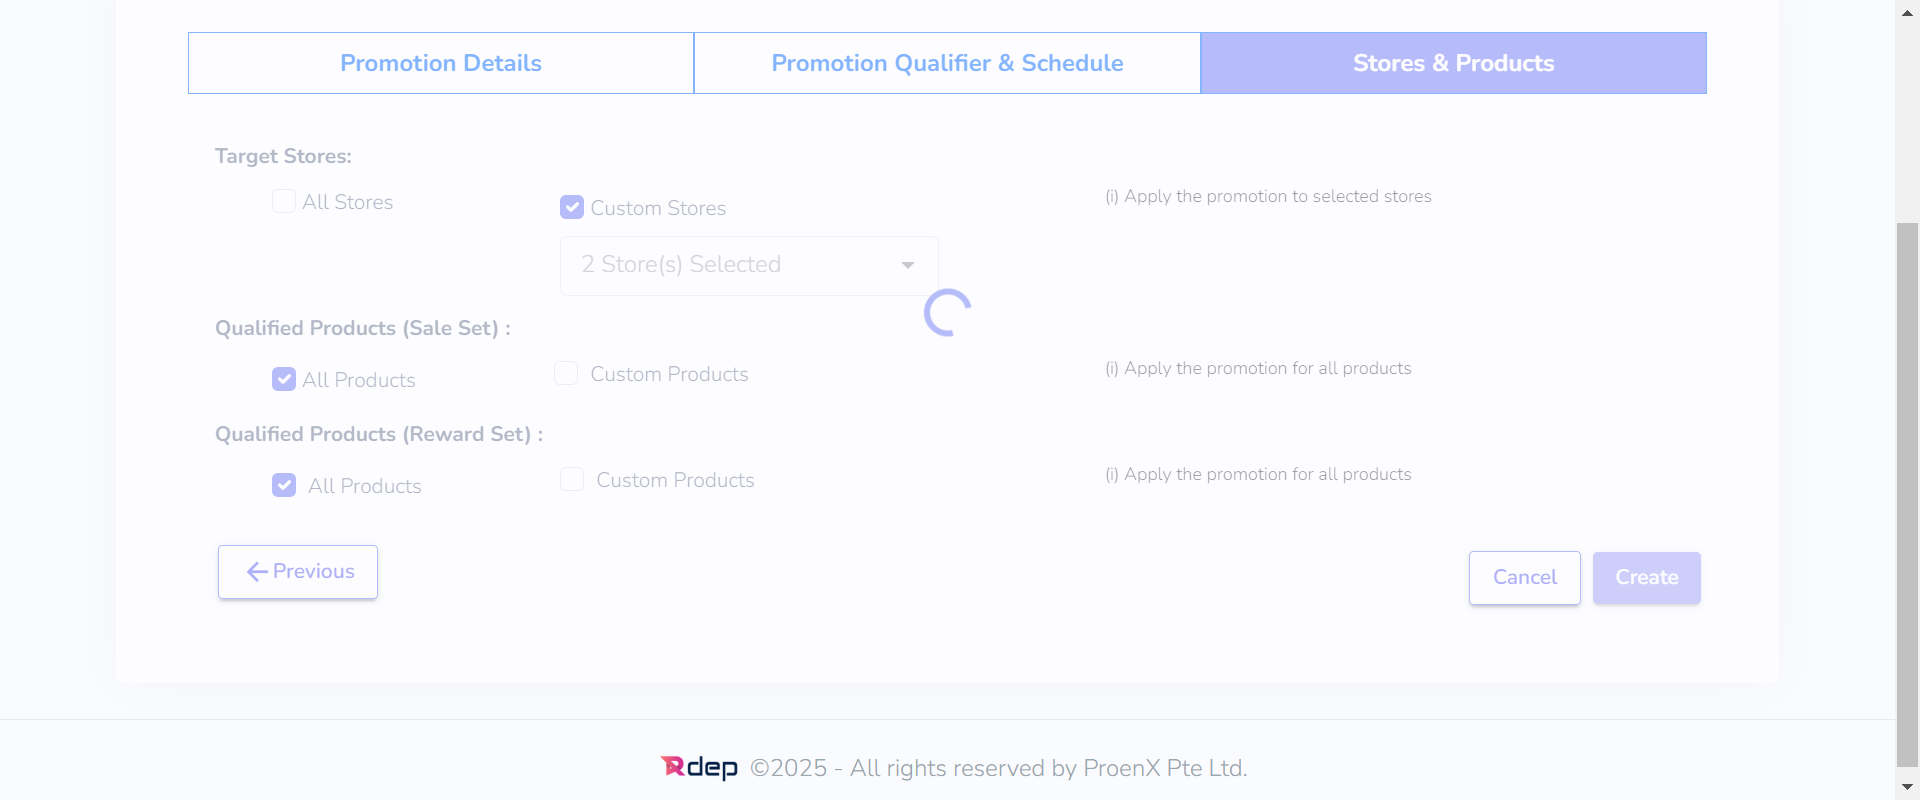 Promotion Details
Promotion Qualifier & Schedule
Stores & Products
Target Stores:
All Stores
Custom Stores
(i) Apply the promotion to selected stores
2 Store(s) Selected
Qualified Products (Sale Set) :
All Products
Custom Products
(i) Apply the promotion for all products
Qualified Products (Reward Set) :
All Products
Custom Products
(i) Apply the promotion for all products
Previous
Cancel
Create
Rdep ©2025 - All rights reserved by ProenX Pte Ltd.